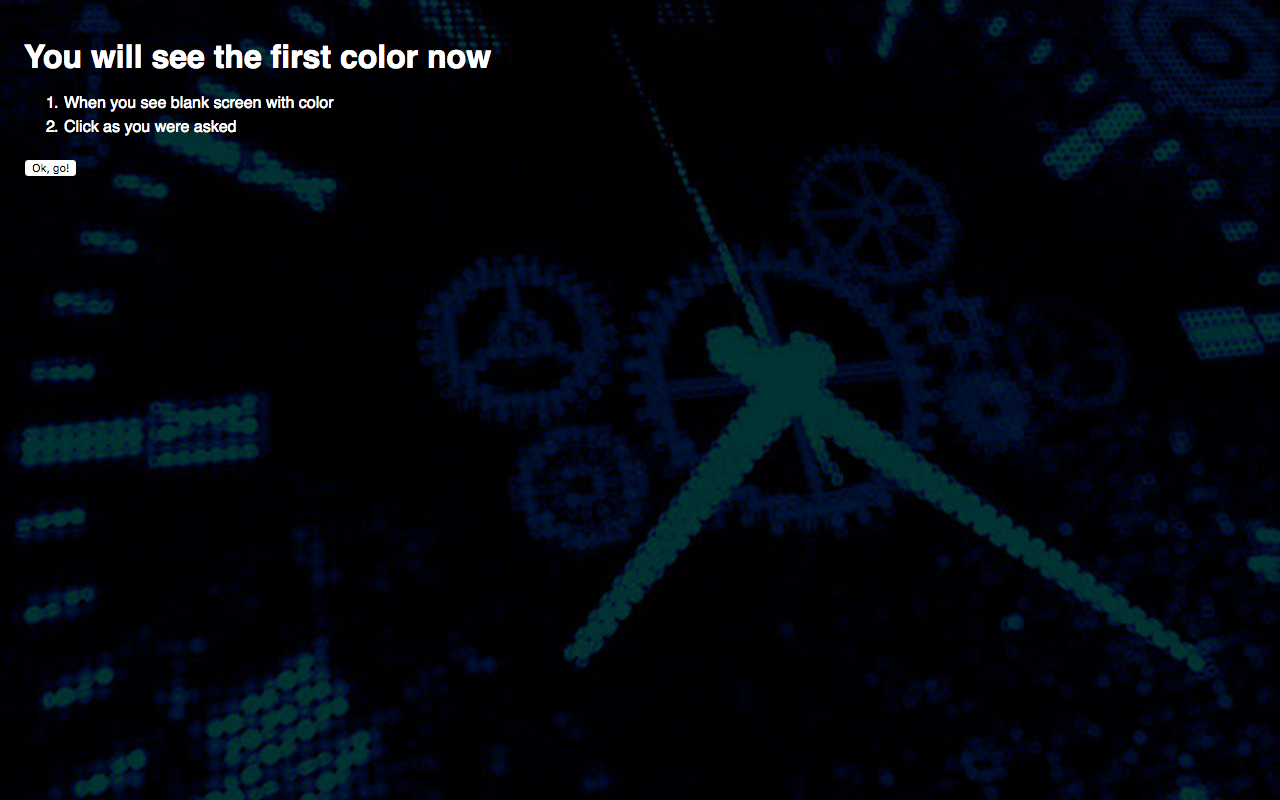 You will see the first color now
1. When you see blank screen with color
2. Click as you were asked
Ok, go!